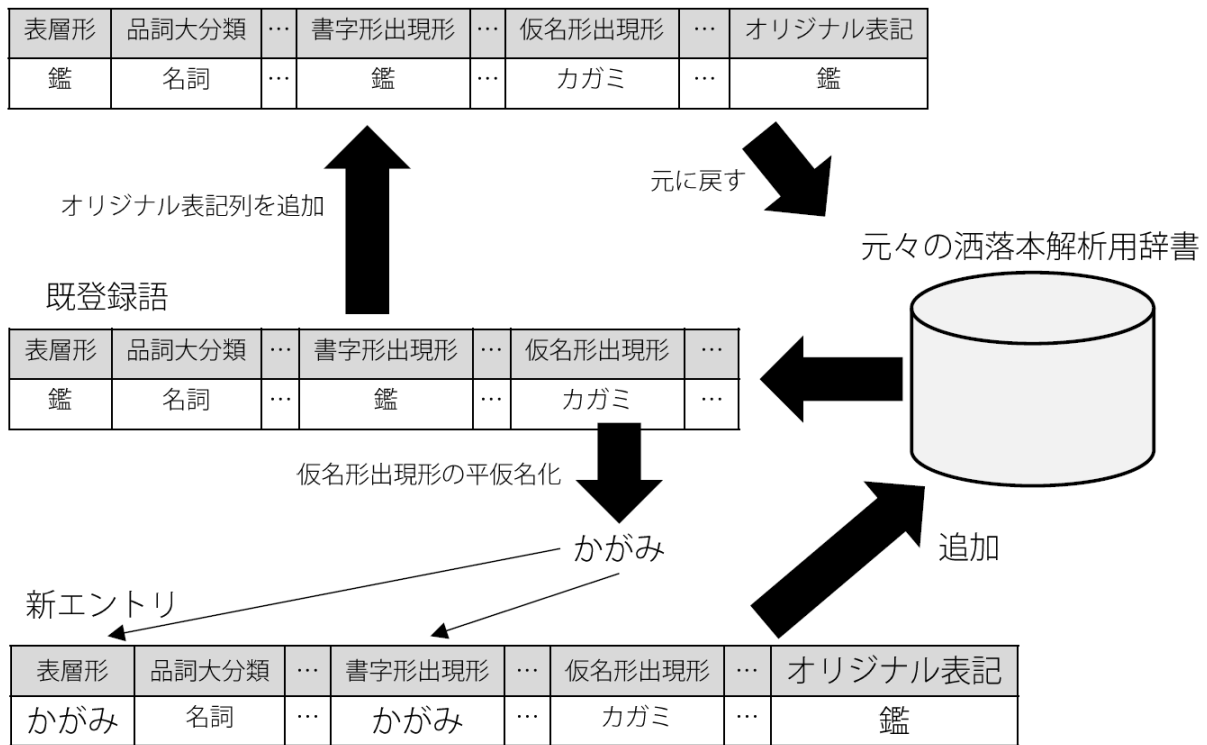 表層形 品詞大分類 … 書字形出現形 … 仮名形出現形 … オリジナル表記
鑑 名詞 … 鑑 … カガミ … 鑑
オリジナル表記列を追加
元に戻す
元々の洒落本解析用辞書
既登録語
表層形 品詞大分類 … 書字形出現形 … 仮名形出現形 …
鑑 名詞 … 鑑 … カガミ …
仮名形出現形の平仮名化
かがみ
追加
新エントリ
表層形 品詞大分類 … 書字形出現形 … 仮名形出現形 … オリジナル表記
かがみ 名詞 … かがみ … カガミ … 鑑